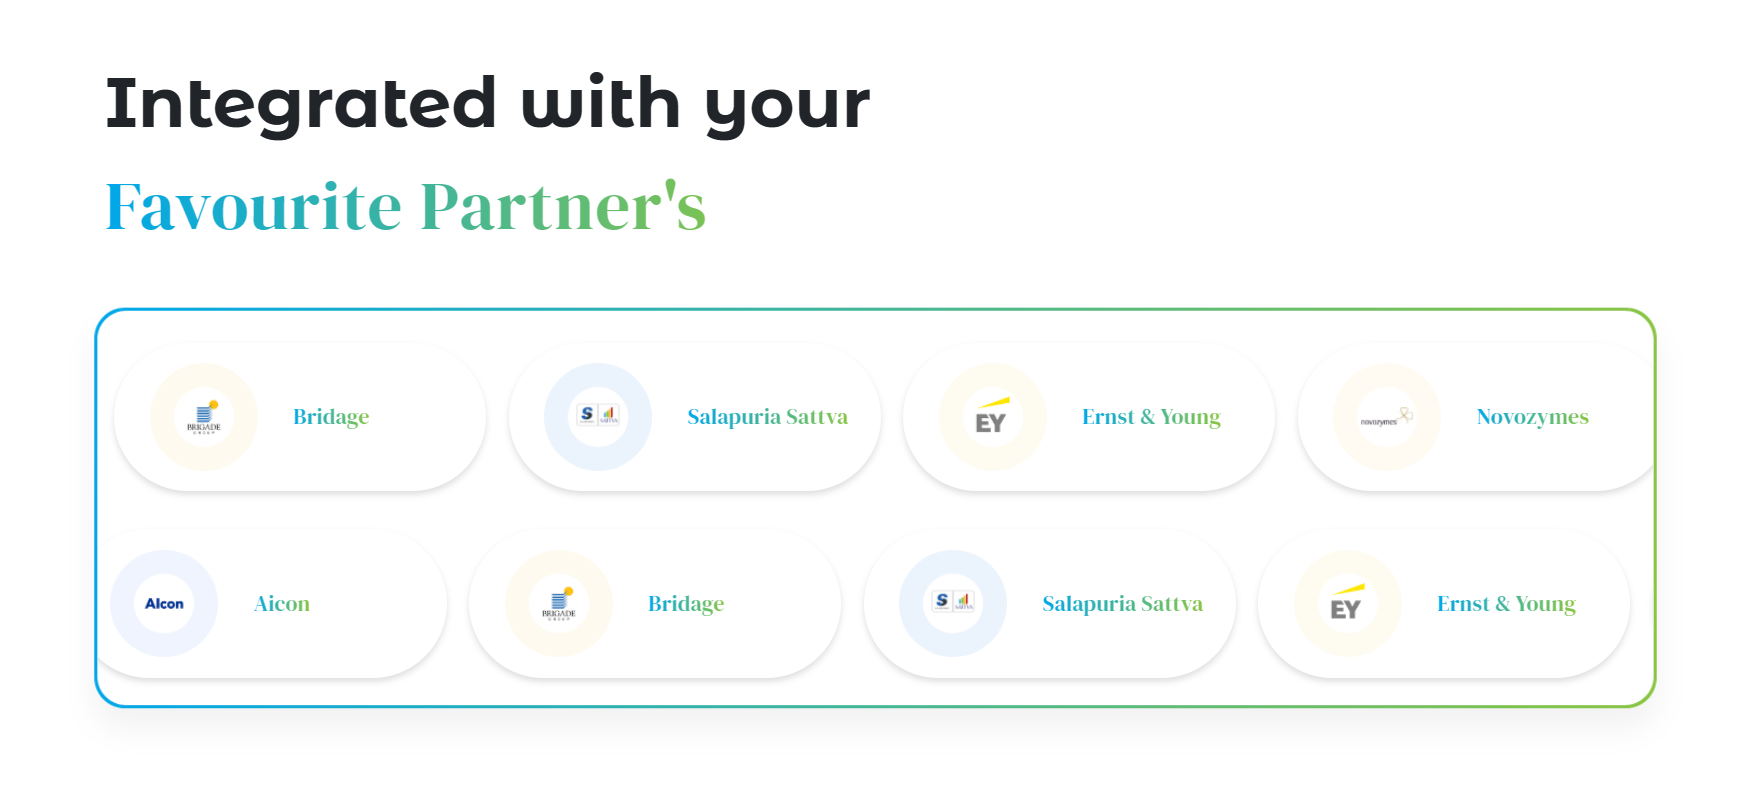 Integrated with your
Favourite Partner's
BRIGADE
GROUP
Bridage
S
SATTVA
Salapuria Sattva
EY
Ernst & Young
novozymes
Novozymes
Alcon
Aicon
BRIGADE
GROUP
Bridage
S
SATTVA
Salapuria Sattva
EY
Ernst & Young